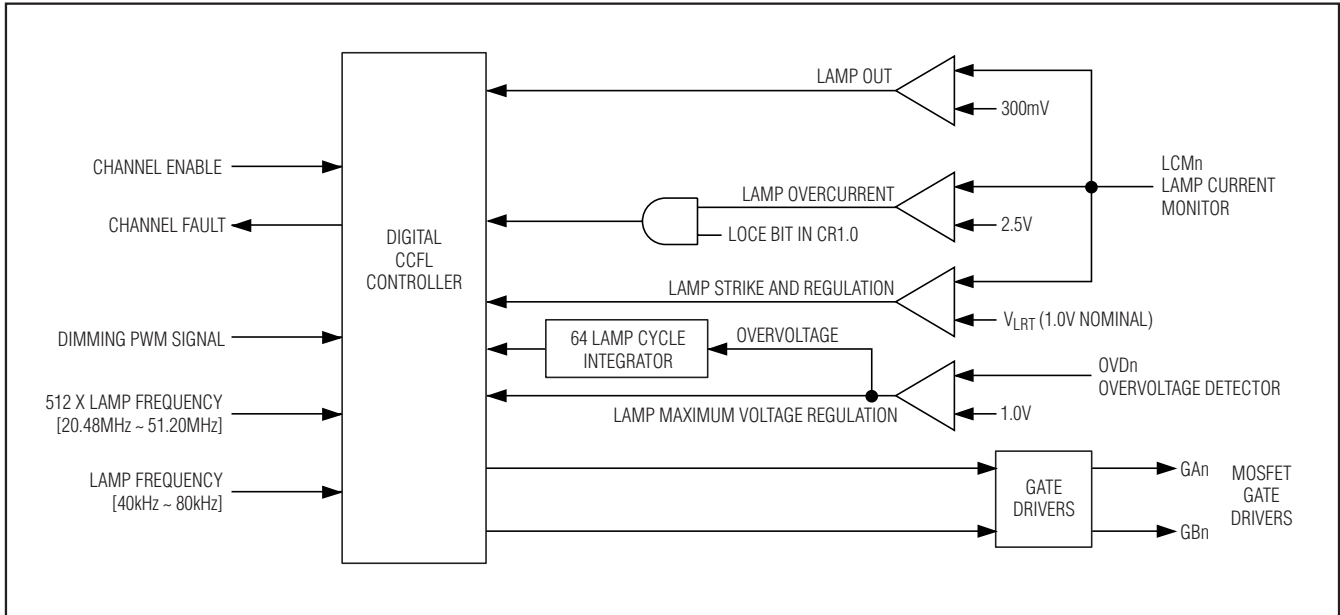 LAMP OUT
300mV
CHANNEL ENABLE
LCMn
LAMP CURRENT
MONITOR
LAMP OVERCURRENT
CHANNEL FAULT
2.5V
LOCE BIT IN CR1.0
DIGITAL
CCFL
CONTROLLER
LAMP STRIKE AND REGULATION
VLRT (1.0V NOMINAL)
DIMMING PWM SIGNAL
64 LAMP CYCLE
INTEGRATOR
OVERVOLTAGE
OVDn
OVERVOLTAGE DETECTOR
512 X LAMP FREQUENCY
[20.48MHz ~ 51.20MHz]
LAMP MAXIMUM VOLTAGE REGULATION
1.0V
LAMP FREQUENCY
[40kHz ~ 80kHz]
GATE
DRIVERS
GAn
GBn
MOSFET
GATE
DRIVERS